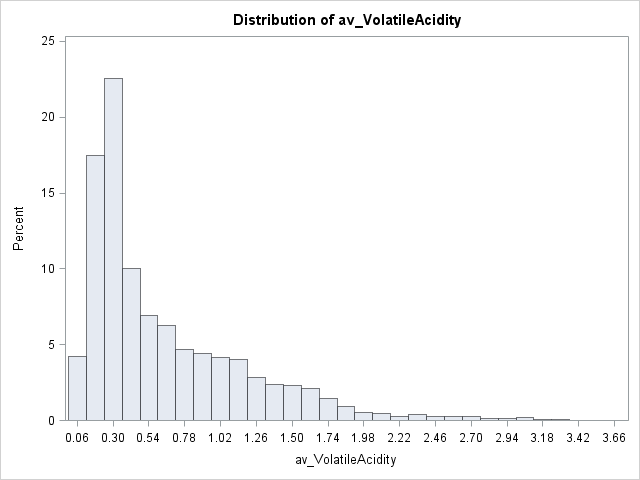 Distribution of av_VolatileAcidity
25
20
15
10
5
0
Percent
0.06 0.30 0.54 0.78 1.02 1.26 1.50 1.74 1.98 2.22 2.46 2.70 2.94 3.18 3.42 3.66
av_VolatileAcidity